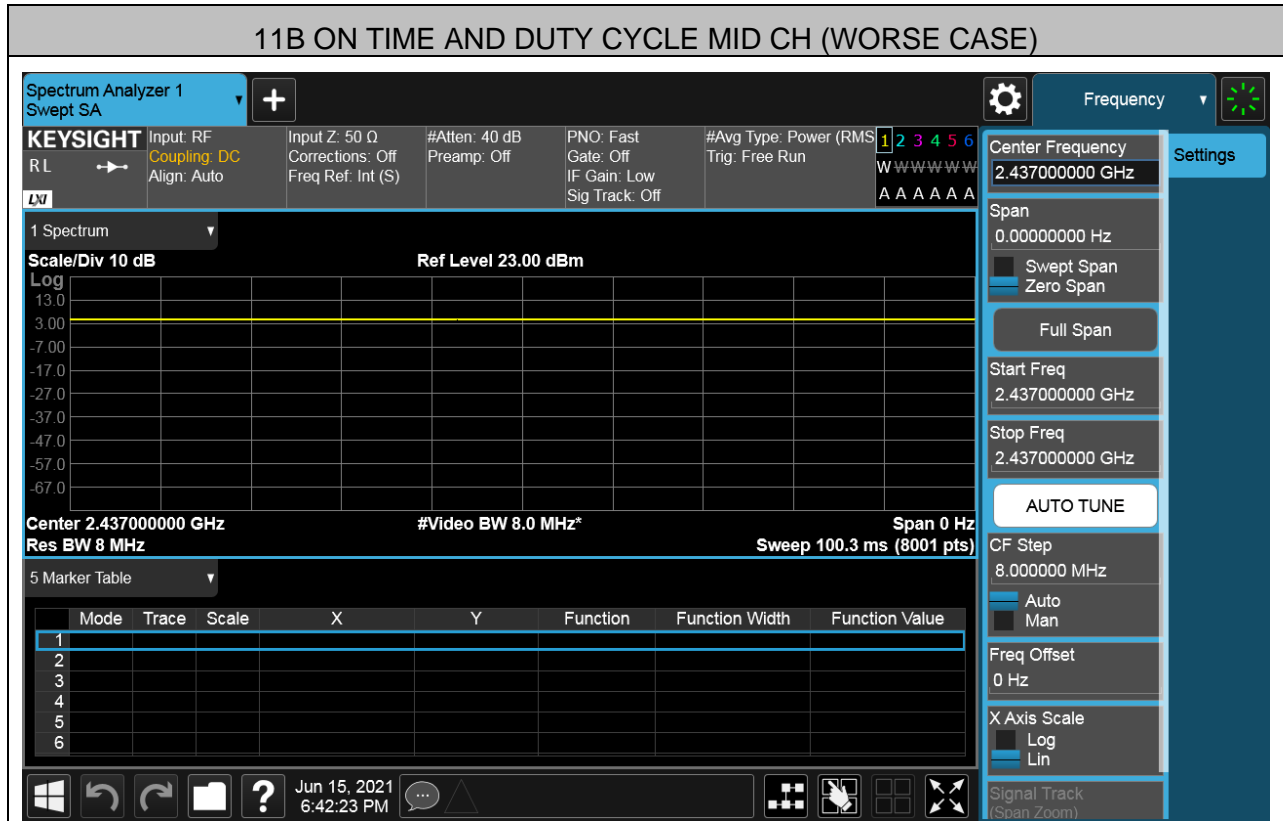 11B ON TIME AND DUTY CYCLE MID CH (WORSE CASE)
Spectrum Analyzer 1
Swept SA
Frequency
KEYSIGHT
RL
LXI
Input: RF
Coupling: DC
Align: Auto
Input Z: 50 Ω
Corrections: Off
Freq Ref: Int (S)
#Atten: 40 dB
Preamp: Off
PNO: Fast
Gate: Off
IF Gain: Low
Sig Track: Off
#Avg Type: Power (RMS
Trig: Free Run
1 2 3 4 5 6
W W W W W W
A A A A A A
1 Spectrum
Scale/Div 10 dB
Ref Level 23.00 dBm
Log
13.0
3.00
-7.00
-17.0
-27.0
-37.0
-47.0
-57.0
-67.0
Center 2.437000000 GHz
#Video BW 8.0 MHz*
Span 0 Hz
Res BW 8 MHz
Sweep 100.3 ms (8001 pts)
5 Marker Table
Mode Trace Scale X Y Function Function Width Function Value
1
2
3
4
5
6
?
Jun 15, 2021
6:42:23 PM
Center Frequency
2.437000000 GHz
Settings
Span
0.00000000 Hz
Swept Span
Zero Span
Full Span
Start Freq
2.437000000 GHz
Stop Freq
2.437000000 GHz
AUTO TUNE
CF Step
8.000000 MHz
Auto
Man
Freq Offset
0 Hz
X Axis Scale
Log
Lin
Signal Track
(Span Zoom)